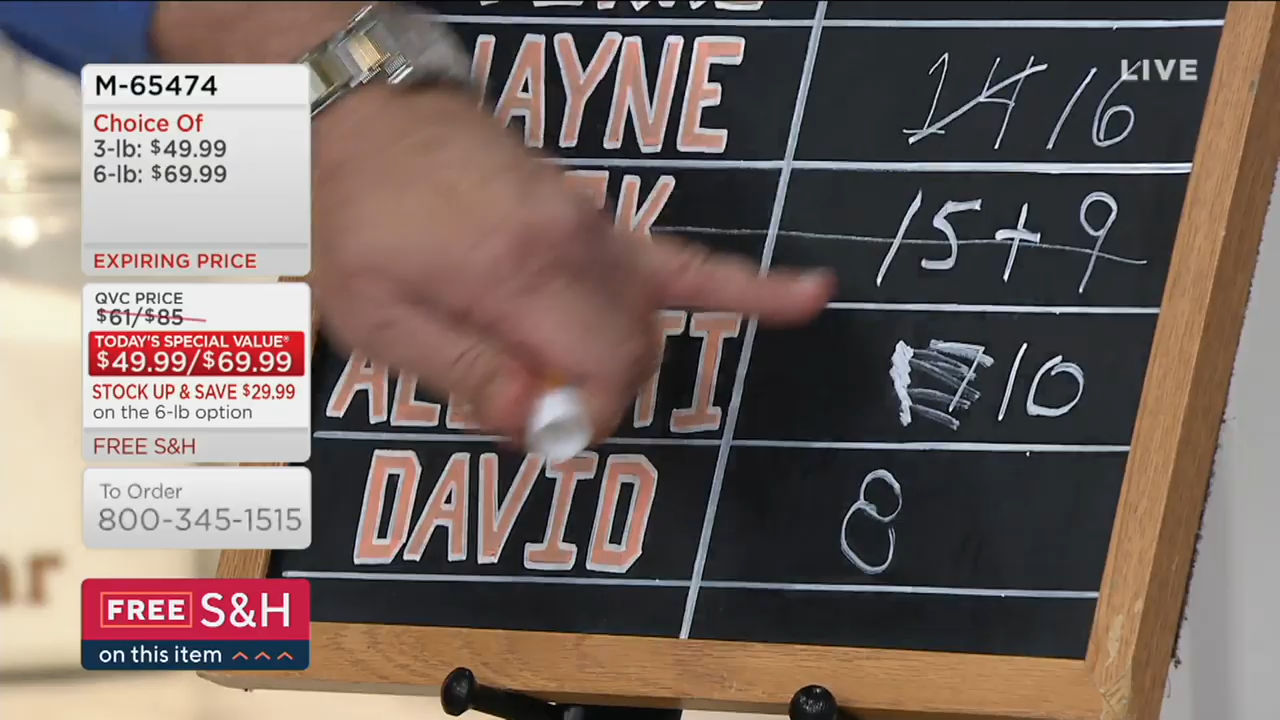 M-65474
Choice Of
3-lb: $49.99
6-lb: $69.99
EXPIRING PRICE
QVC PRICE
$61/$85
TODAY'S SPECIAL VALUE®
$49.99/$69.99
STOCK UP & SAVE $29.99
on the 6-lb option
FREE S&H
To Order
800-345-1515
FREE S&H
on this item
LIVE
JAYNE 14 16
15+9
10
DAVID 8